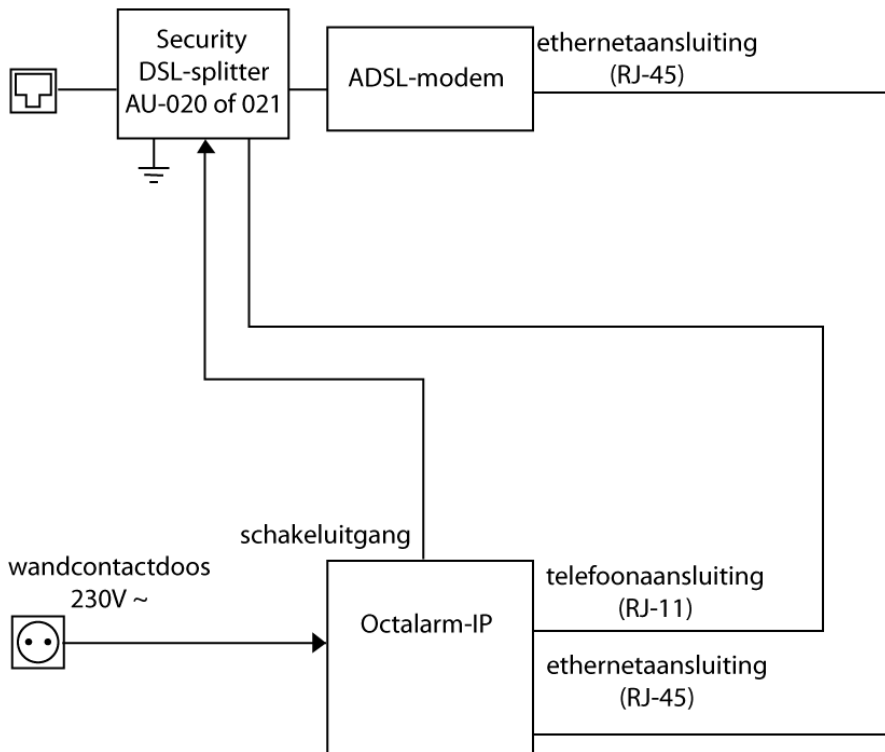 Security
DSL-splitter
AU-020 of 021
ADSL-modem
ethernetaansluiting
(RJ-45)
schakeluitgang
wandcontactdoos
230V ~
Octalarm-IP
telefoonaansluiting
(RJ-11)
ethernetaansluiting
(RJ-45)